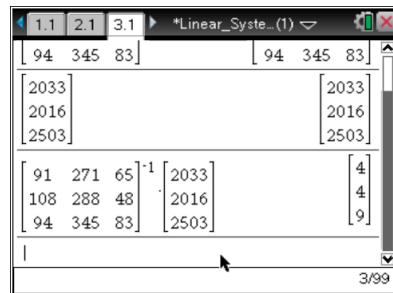 1.1 2.1 3.1 *Linear_Syste…(1)
94 345 83 94 345 83
2033 2033
2016 2016
2503 2503
91 271 65 -1 2033 4
108 288 48 · 2016 4
94 345 83 2503 9
3/99